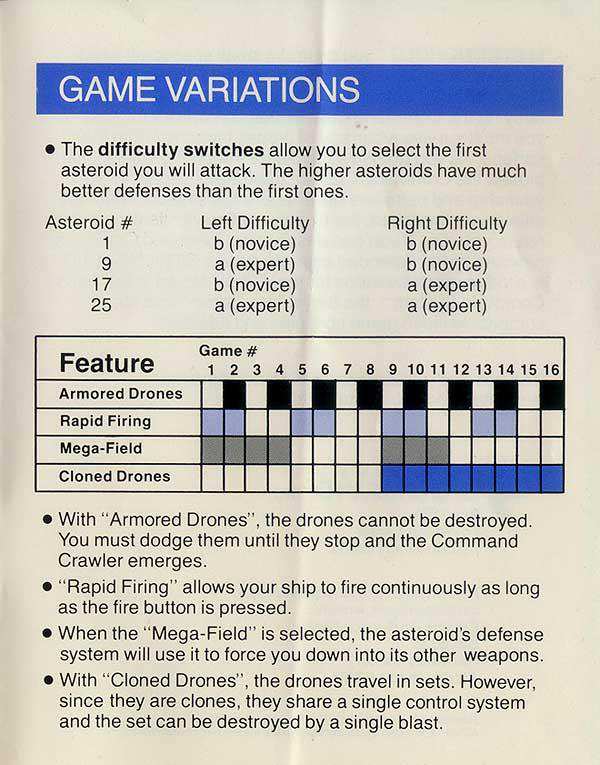 GAME VARIATIONS
• The difficulty switches allow you to select the first
asteroid you will attack. The higher asteroids have much
better defenses than the first ones.
Asteroid # Left Difficulty Right Difficulty
1 b (novice) b (novice)
9 a (expert) b (novice)
17 b (novice) a (expert)
25 a (expert) a (expert)
Game #
Feature 1 2 3 4 5 6 7 8 9 10 11 12 13 14 15 16
Armored Drones
Rapid Firing
Mega-Field
Cloned Drones
• With "Armored Drones", the drones cannot be destroyed.
You must dodge them until they stop and the Command
Crawler emerges.
• "Rapid Firing" allows your ship to fire continuously as long
as the fire button is pressed.
• When the "Mega-Field" is selected, the asteroid's defense
system will use it to force you down into its other weapons.
• With "Cloned Drones", the drones travel in sets. However,
since they are clones, they share a single control system
and the set can be destroyed by a single blast.